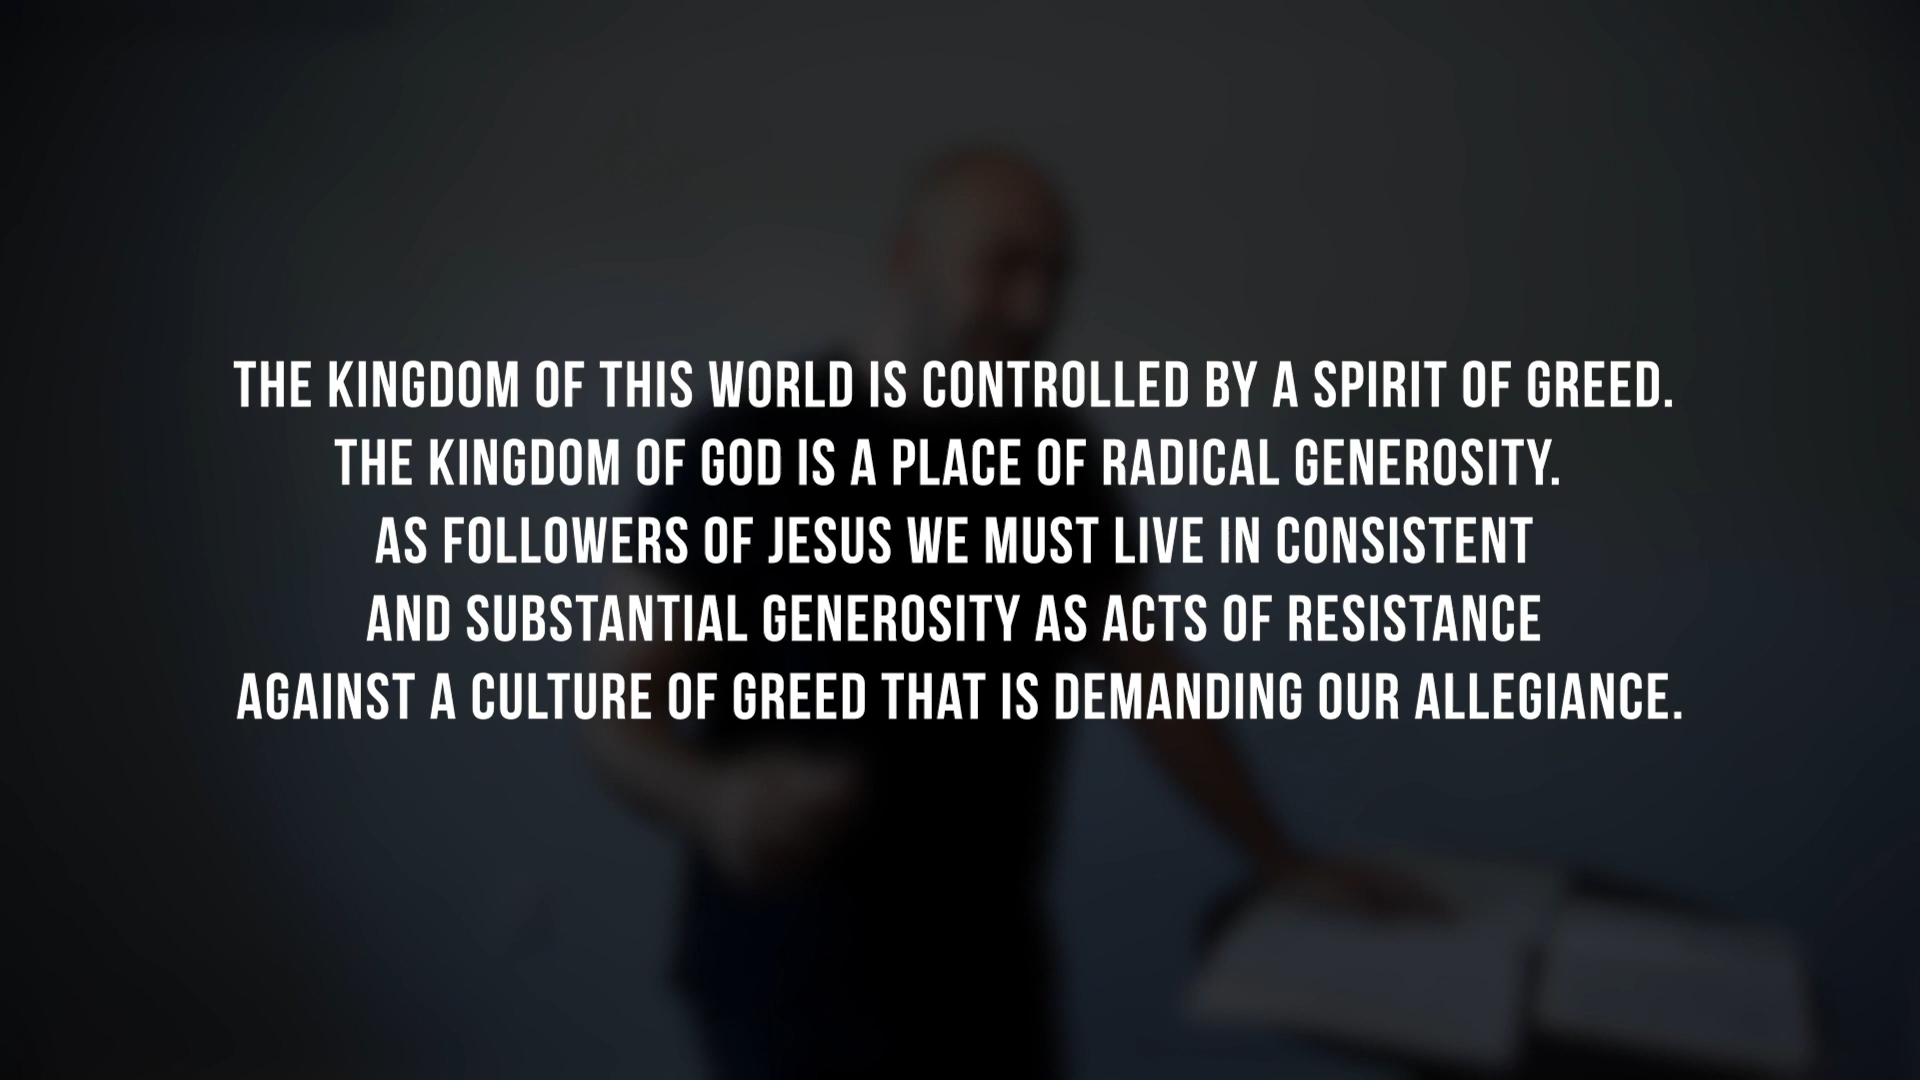 THE KINGDOM OF THIS WORLD IS CONTROLLED BY A SPIRIT OF GREED.
THE KINGDOM OF GOD IS A PLACE OF RADICAL GENEROSITY.
AS FOLLOWERS OF JESUS WE MUST LIVE IN CONSISTENT
AND SUBSTANTIAL GENEROSITY AS ACTS OF RESISTANCE
AGAINST A CULTURE OF GREED THAT IS DEMANDING OUR ALLEGIANCE.